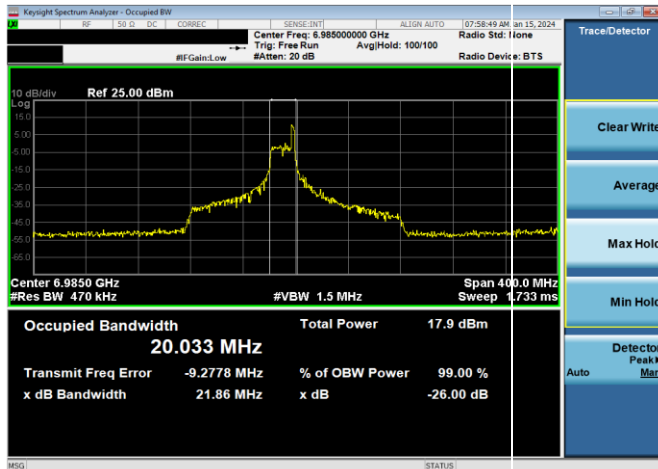 Keysight Spectrum Analyzer - Occupied BW
RF 50 Ω DC CORREC SENSE:INT ALIGN AUTO 07:58:49 AM Jan 15, 2024
Center Freq: 6.985000000 GHz Radio Std: None
Trig: Free Run Avg|Hold: 100/100
#IFGain:Low #Atten: 20 dB Radio Device: BTS
Trace/Detector
10 dB/div Ref 25.00 dBm
Log
15.0
5.00
-5.00
-15.0
-25.0
-35.0
-45.0
-55.0
-65.0
Center 6.9850 GHz Span 400.0 MHz
#Res BW 470 kHz #VBW 1.5 MHz Sweep 1.733 ms
Occupied Bandwidth Total Power 17.9 dBm
20.033 MHz
Transmit Freq Error -9.2778 MHz % of OBW Power 99.00 %
x dB Bandwidth 21.86 MHz x dB -26.00 dB
Clear Write
Average
Max Hold
Min Hold
Detector
Peak
Auto Man
MSG STATUS